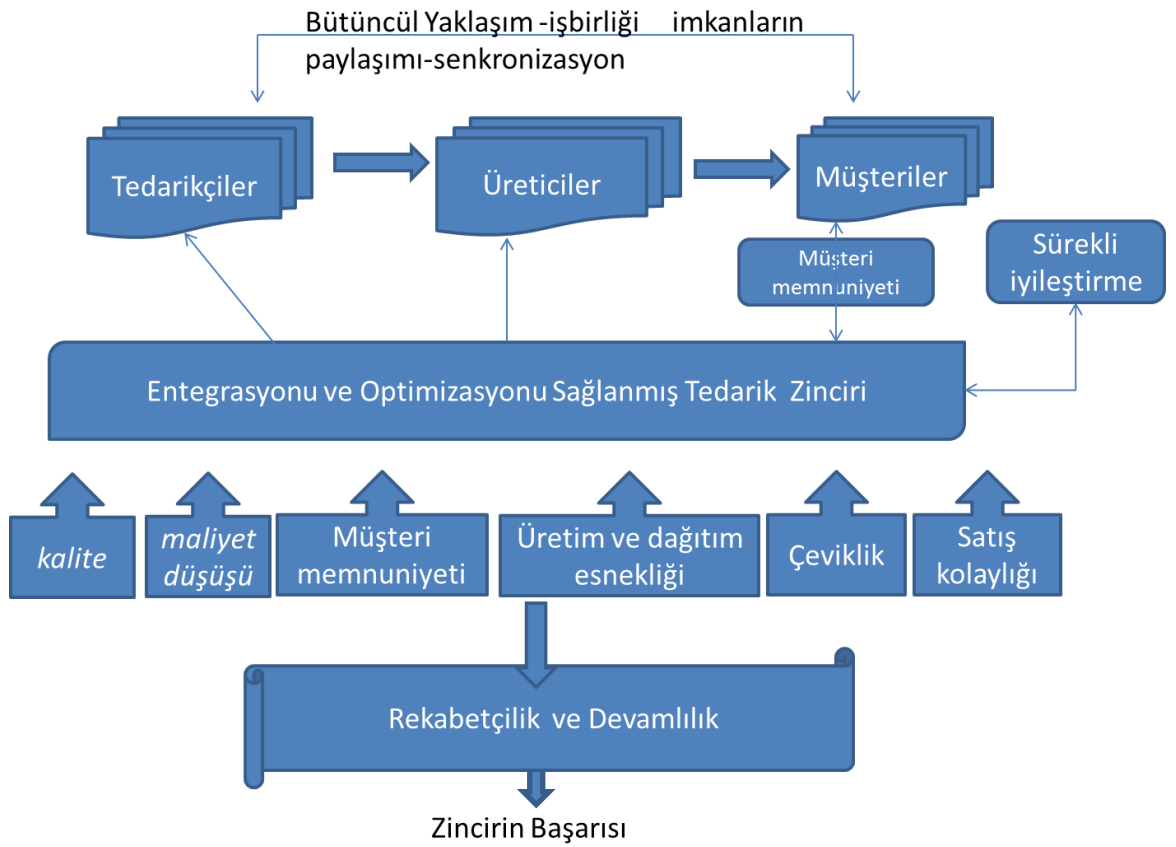 Bütüncül Yaklaşım -işbirliği imkanların
paylaşımı-senkronizasyon
Tedarikçiler
Üreticiler
Müşteriler
Müşteri
memnuniyeti
Sürekli
iyileştirme
Entegrasyonu ve Optimizasyonu Sağlanmış Tedarik Zinciri
kalite
maliyet
düşüşü
Müşteri
memnuniyeti
Üretim ve dağıtım
esnekliği
Çeviklik
Satış
kolaylığı
Rekabetçilik ve Devamlılık
Zincirin Başarısı